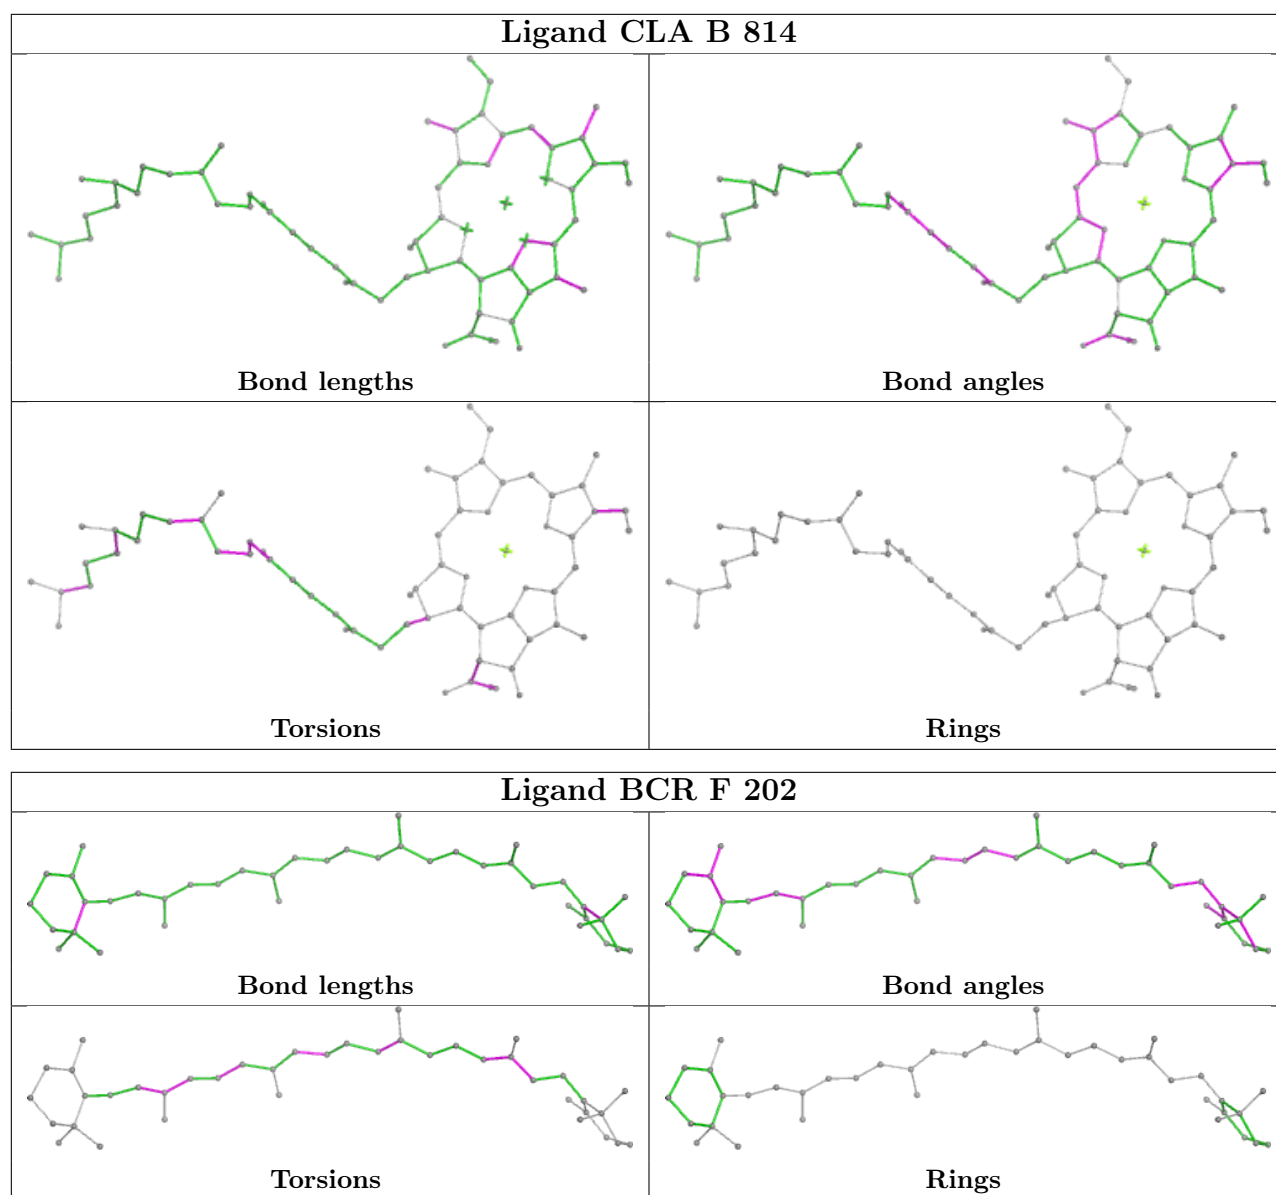 Ligand CLA B 814
Bond lengths
Bond angles
Torsions
Rings
Ligand BCR F 202
Bond lengths
Bond angles
Torsions
Rings